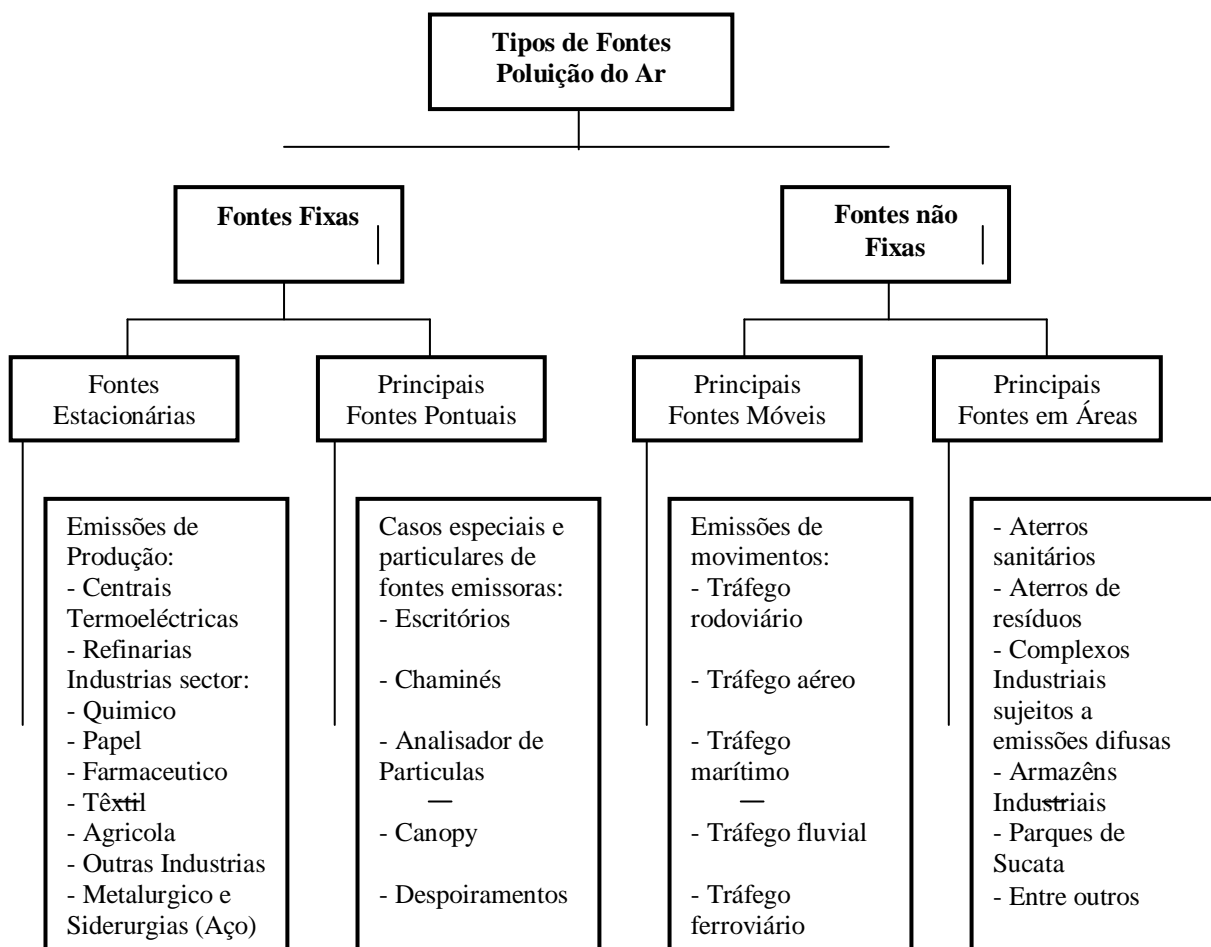 Tipos de Fontes
Poluição do Ar
Fontes Fixas
Fontes não
Fixas
Fontes
Estacionárias
Principais
Fontes Pontuais
Principais
Fontes Móveis
Principais
Fontes em Áreas
Emissões de
Produção:
- Centrais
Termoeléctricas
- Refinarias
Industrias sector:
- Quimico
- Papel
- Farmaceutico
- Têxtil
- Agricola
- Outras Industrias
- Metalurgico e
Siderurgias (Aço)
Casos especiais e
particulares de
fontes emissoras:
- Escritórios
- Chaminés
- Analisador de
Particulas
- Canopy
- Despoiramentos
Emissões de
movimentos:
- Tráfego
rodoviário
- Tráfego aéreo
- Tráfego
marítimo
- Tráfego fluvial
- Tráfego
ferroviário
- Aterros
sanitários
- Aterros de
resíduos
- Complexos
Industriais
sujeitos a
emissões difusas
- Armazêns
Industriais
- Parques de
Sucata
- Entre outros